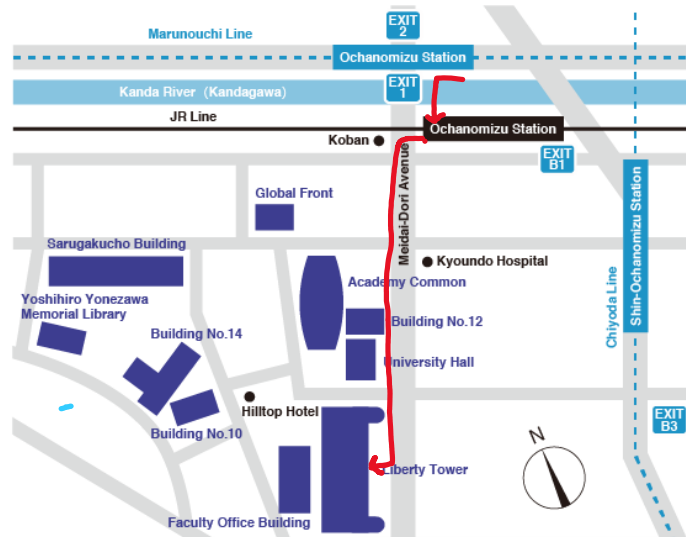 EXIT
2
Marunouchi Line
Ochanomizu Station
EXIT
1
Kanda River (Kandagawa)
JR Line
Ochanomizu Station
Koban
EXIT
B1
Meidai-Dori Avenue
Global Front
Shin-Ochanomizu Station
Chiyoda Line
Sarugakucho Building
Kyoundo Hospital
Academy Common
Yoshihiro Yonezawa
Memorial Library
Building No.12
Building No.14
University Hall
Hilltop Hotel
EXIT
B3
Building No.10
N
Liberty Tower
Faculty Office Building